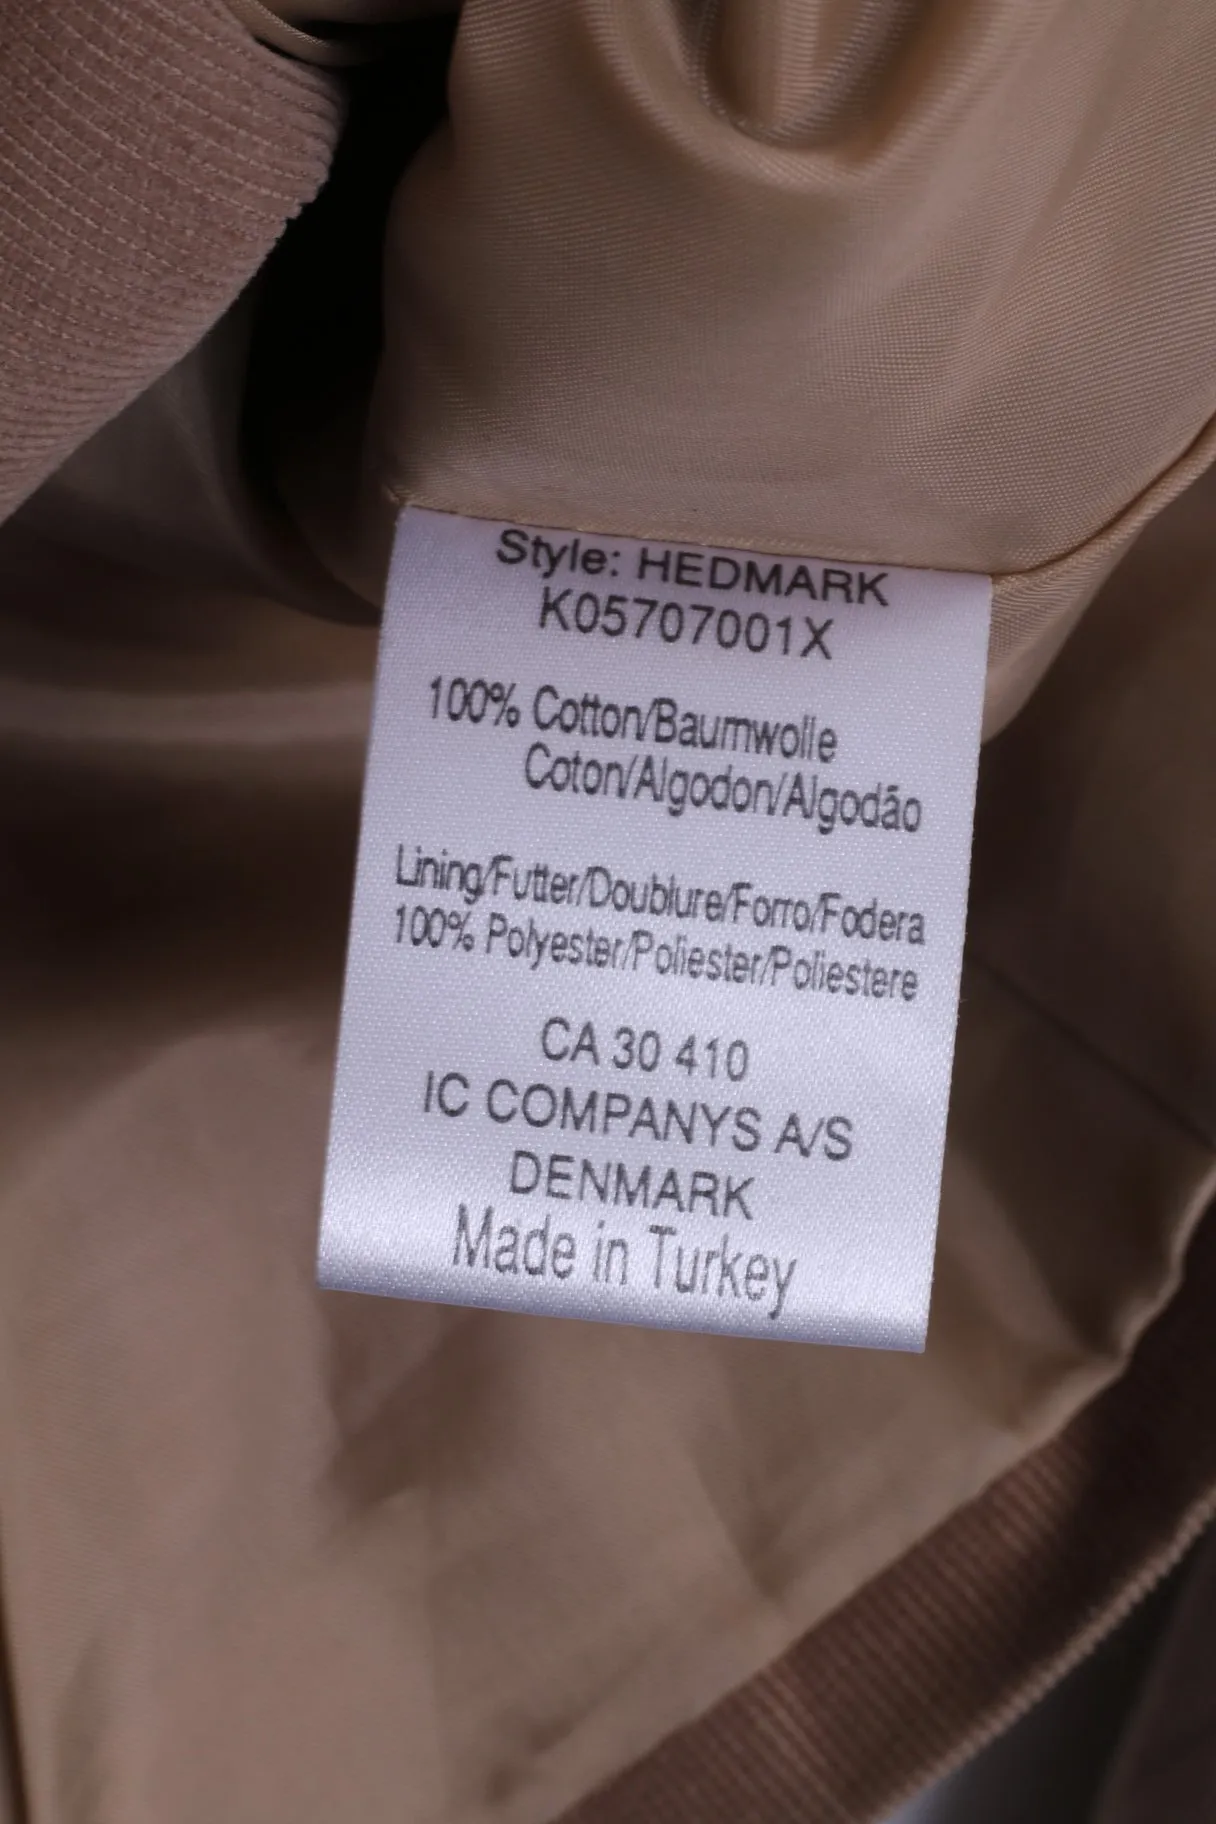 Style: HEDMARK
K05707001X
100% Cotton/Baumwolle
Coton/Algodon/Algodão
Lining/Futter/Doublure/Forro/Fodera
100% Polyester/Poliester/Poliestere
CA 30 410
IC COMPANYS A/S
DENMARK
Made in Turkey